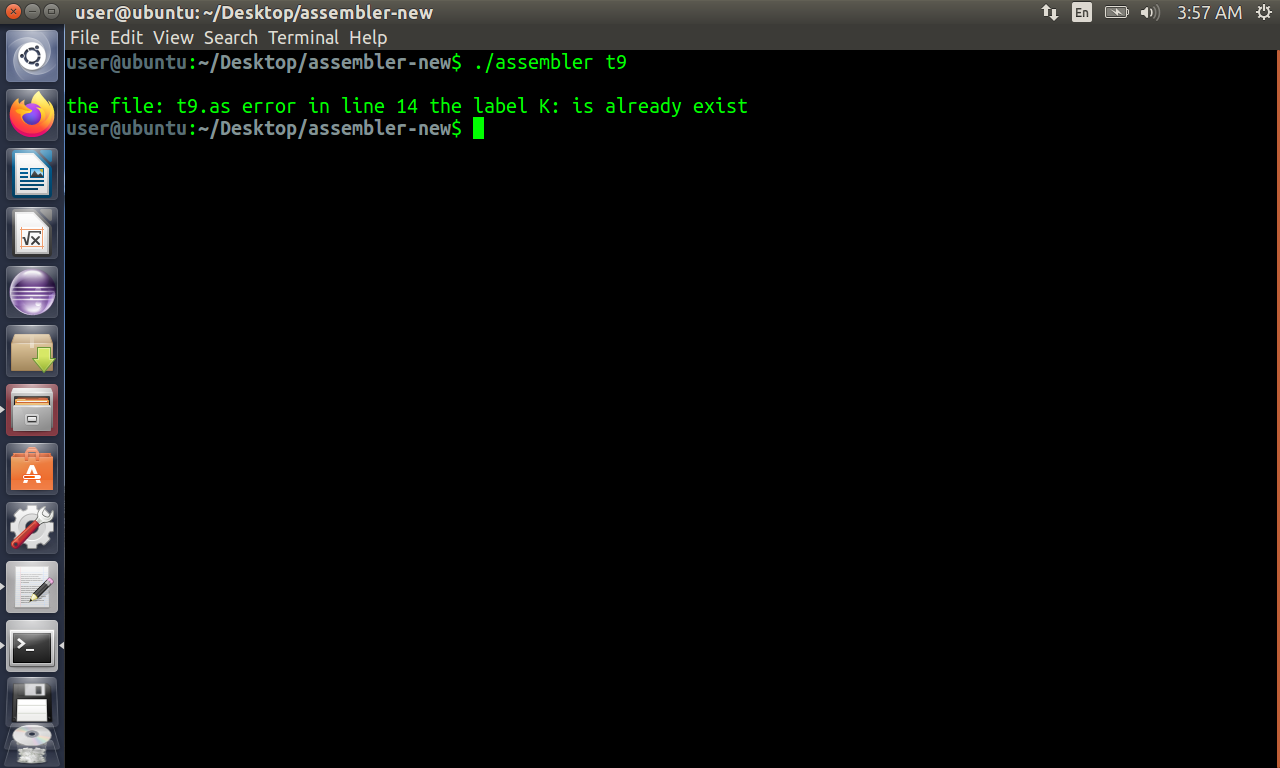 user@ubuntu: ~/Desktop/assembler-new
En
3:57 AM
File Edit View Search Terminal Help
user@ubuntu:~/Desktop/assembler-new$ ./assembler t9
the file: t9.as error in line 14 the label K: is already exist
user@ubuntu:~/Desktop/assembler-new$